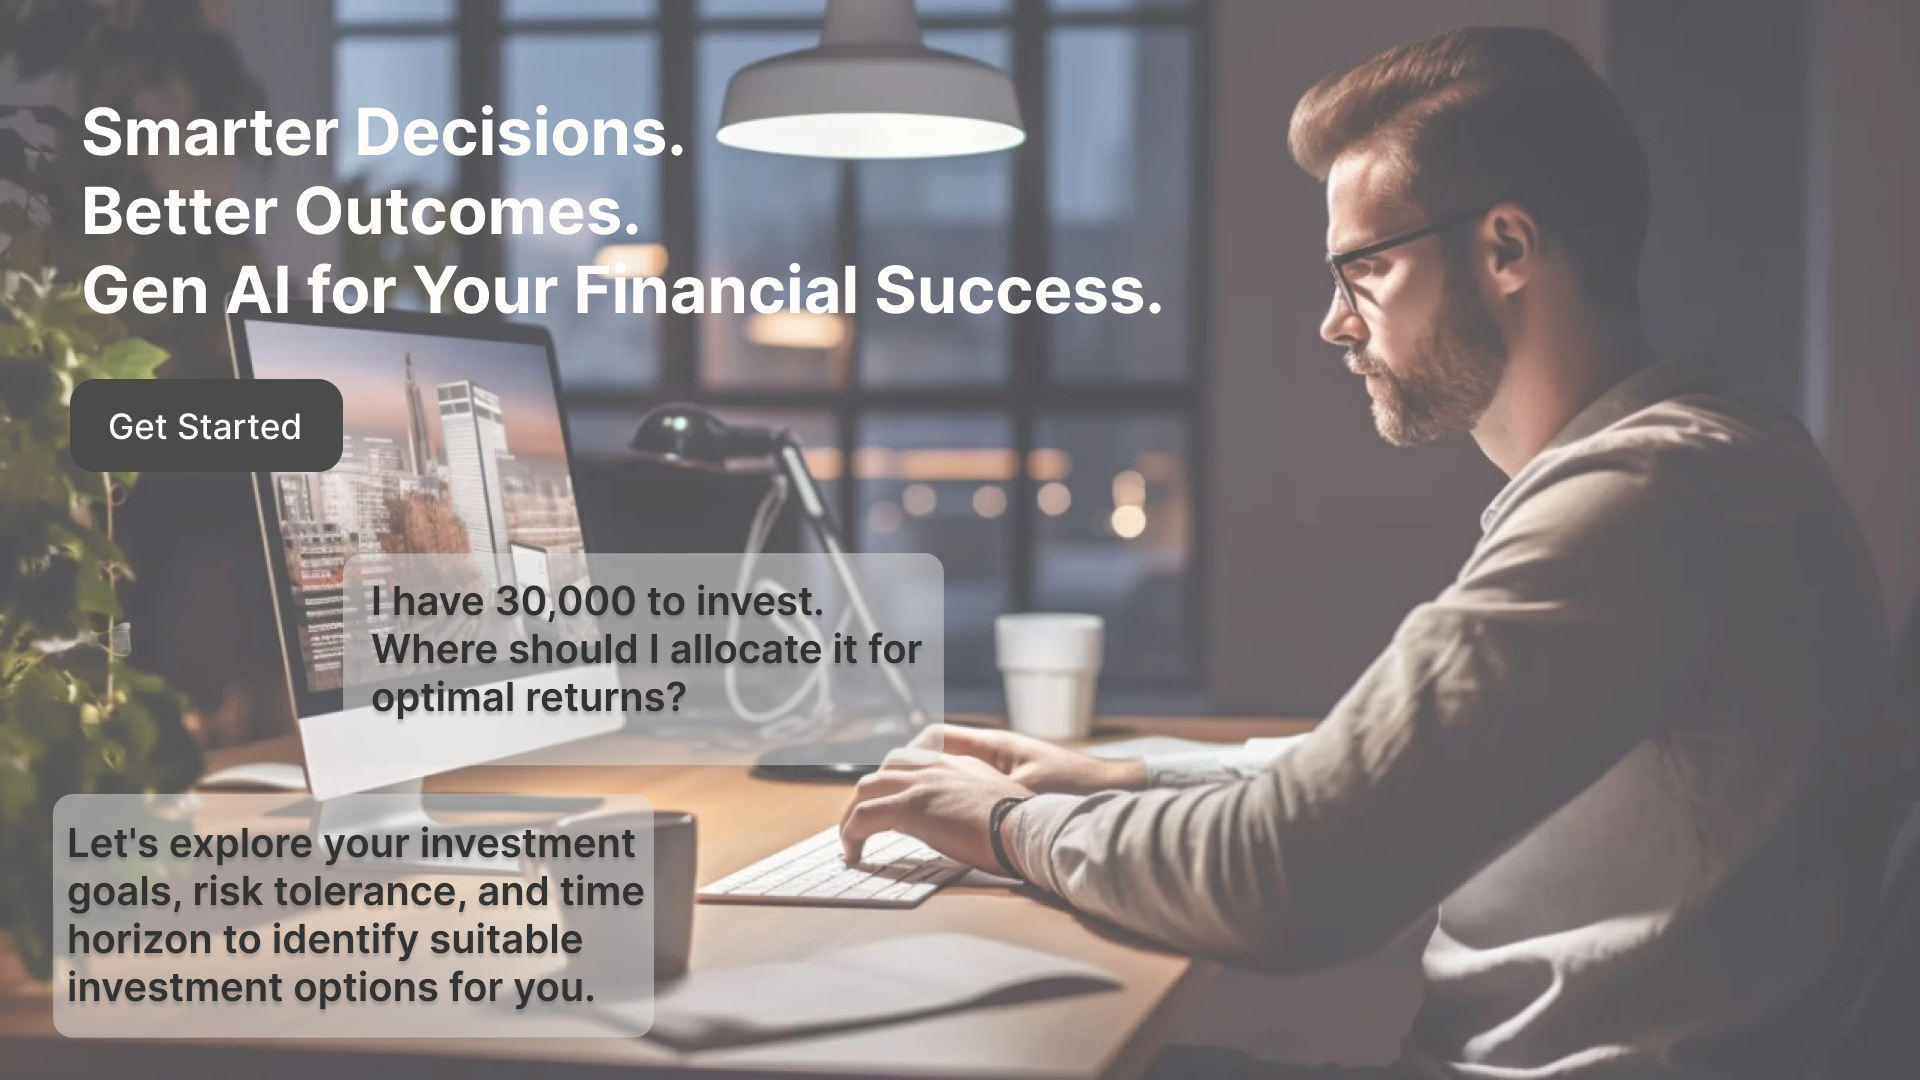 Smarter Decisions.
Better Outcomes.
Gen AI for Your Financial Success.
Get Started
I have 30,000 to invest.
Where should I allocate it for
optimal returns?
Let's explore your investment
goals, risk tolerance, and time
horizon to identify suitable
investment options for you.